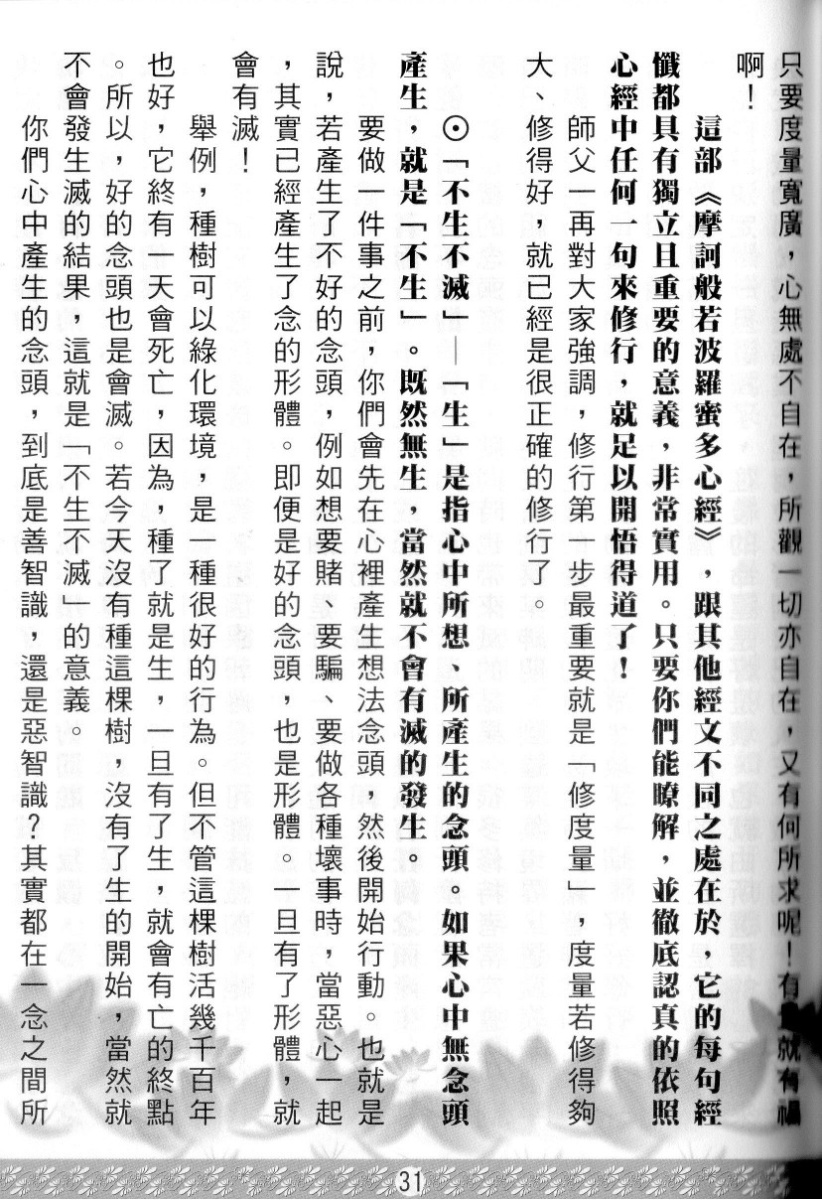 只要度量寬廣，心無處不自在，所觀一切亦自在，又有何所求呢！有量就有福
啊！
這部《摩訶般若波羅蜜多心經》，跟其他經文不同之處在於，它的每句經
懺都具有獨立且重要的意義，非常實用。只要你們能瞭解，並徹底認真的依照
心經中任何一句來修行，就足以開悟得道了！
師父一再對大家強調，修行第一步最重要就是「修度量」，度量若修得夠
大、修得好，就已經是很正確的修行了。
⊙「不生不滅」—「生」是指心中所想、所產生的念頭。如果心中無念頭
產生，就是「不生」。既然無生，當然就不會有滅的發生。
要做一件事之前，你們會先在心裡產生想法念頭，然後開始行動。也就是
說，若產生了不好的念頭，例如想要賭、要騙、要做各種壞事時，當惡心一起
，其實已經產生了念的形體。即便是好的念頭，也是形體。一旦有了形體，就
會有滅！
舉例，種樹可以綠化環境，是一種很好的行為。但不管這棵樹活幾千百年
也好，它終有一天會死亡，因為，種了就是生，一旦有了生，就會有亡的終點
。所以，好的念頭也是會滅。若今天沒有種這棵樹，沒有了生的開始，當然就
不會發生滅的結果，這就是「不生不滅」的意義。
你們心中產生的念頭，到底是善智識，還是惡智識？其實都在一念之間所
31